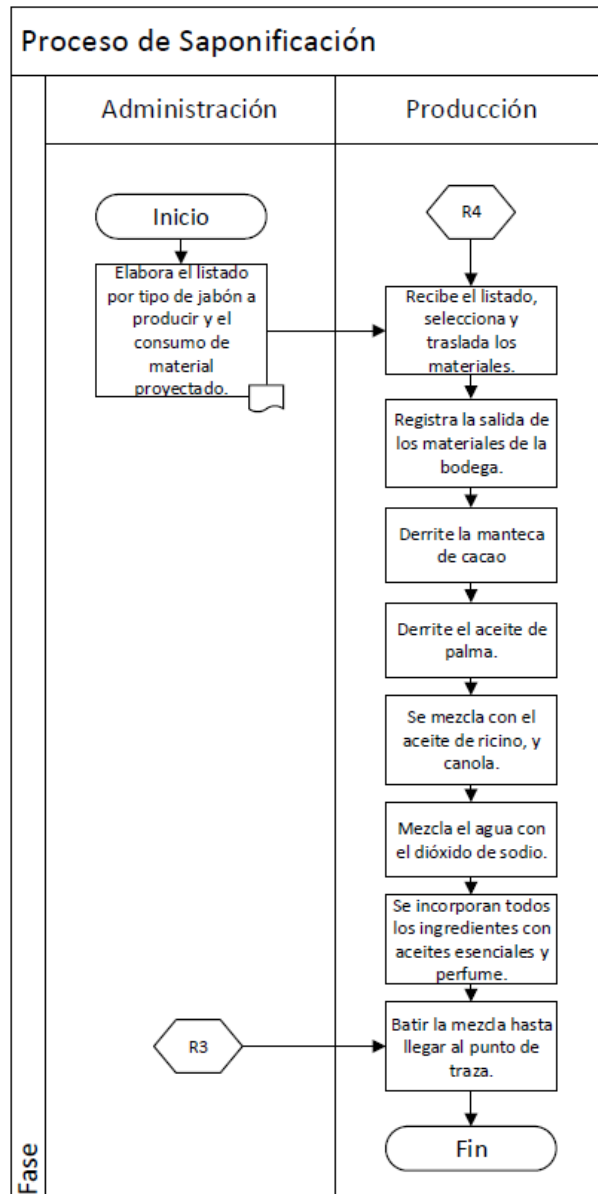 Proceso de Saponificación
Administración
Producción
Inicio
Elabora el listado
por tipo de jabón a
producir y el
consumo de
material
proyectado.
R4
Recibe el listado,
selecciona y
traslada los
materiales.
Registra la salida de
los materiales de la
bodega.
Derrite la manteca
de cacao
Derrite el aceite de
palma.
Se mezcla con el
aceite de ricino, y
canola.
Mezcla el agua con
el dióxido de sodio.
Se incorporan todos
los ingredientes con
aceites esenciales y
perfume.
R3
Batir la mezcla hasta
llegar al punto de
traza.
Fin
Fase